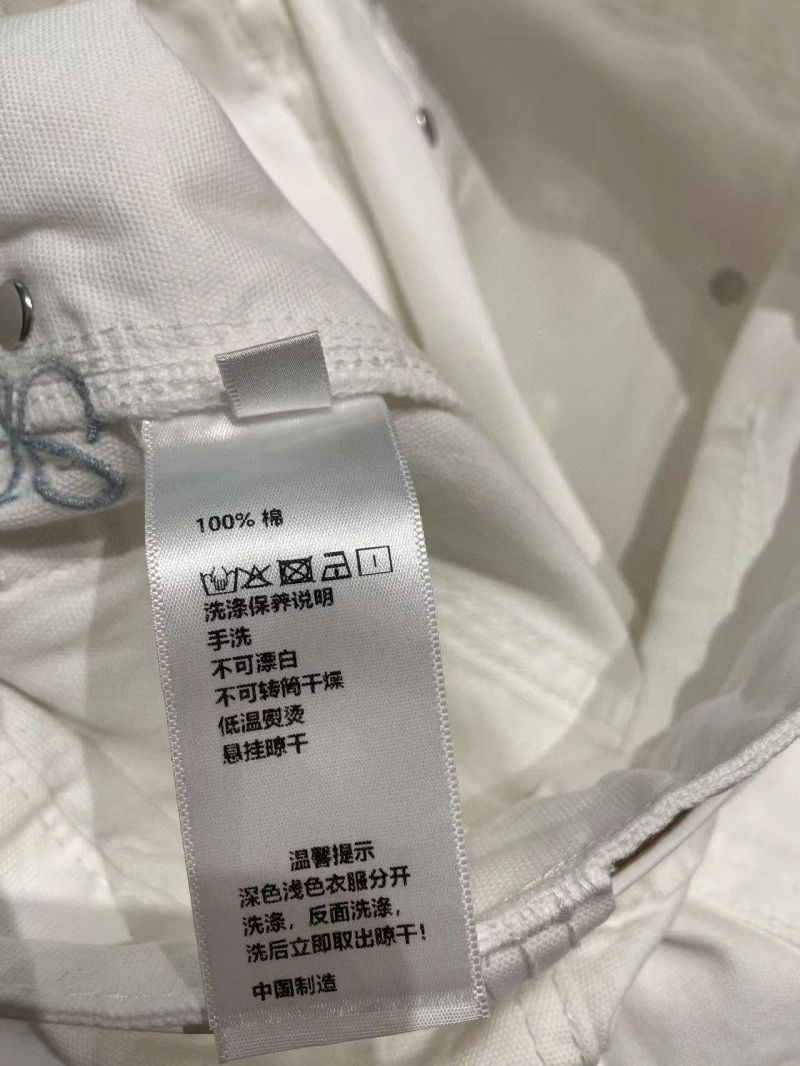 100% 棉
洗涤保养说明
手洗
不可漂白
不可转筒干燥
低温熨烫
悬挂晾干
温馨提示
深色浅色衣服分开
洗涤，反面洗涤，
洗后立即取出晾干！
中国制造